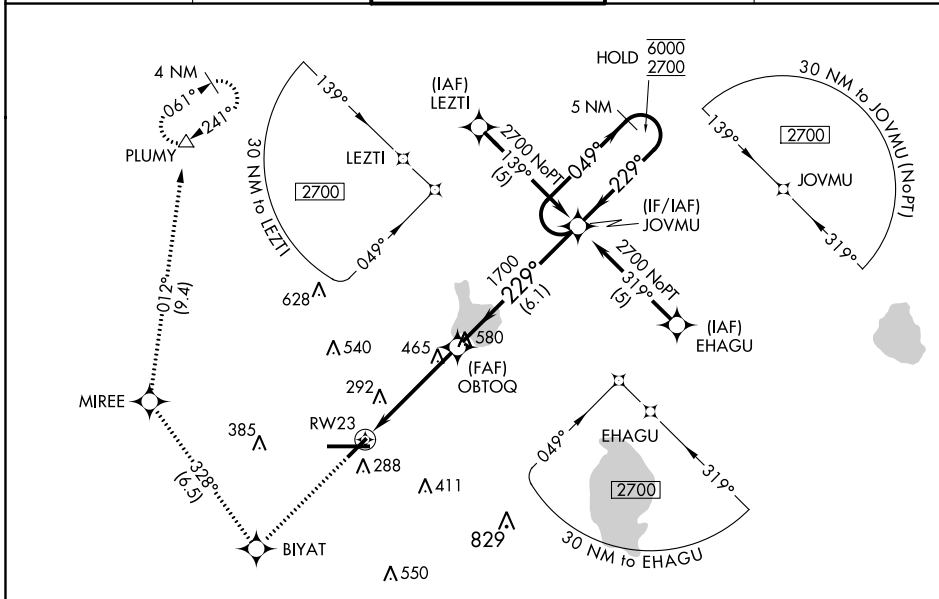 4 NM
061°
241°
PLUMY
139°
LEZTI
049°
2700
30 NM to LEZTI
(IAF)
LEZTI
2700 NoPT
139°
(5)
HOLD
6000
2700
5 NM
049°
229°
(IF/IAF)
JOVMU
30 NM to JOVMU (NoPT)
139°
2700
JOVMU
319°
2700 NoPT
319°
(5)
(IAF)
EHAGU
1700
229°
(6.1)
012°
(9.4)
628
540
465
580
(FAF)
OBTOQ
292
MIREE
385
RW23
288
411
829
550
328°
(6.5)
BIYAT
EHAGU
049°
319°
2700
30 NM to EHAGU